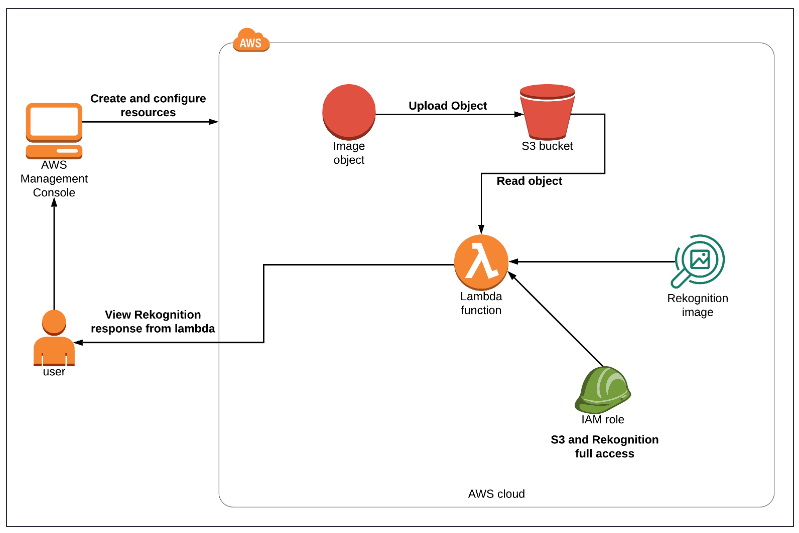 AWS
Create and configure
resources
Upload Object
Image
object
S3 bucket
AWS
Management
Console
Read object
Lambda
function
Rekognition
image
View Rekognition
response from lambda
user
IAM role
S3 and Rekognition
full access
AWS cloud